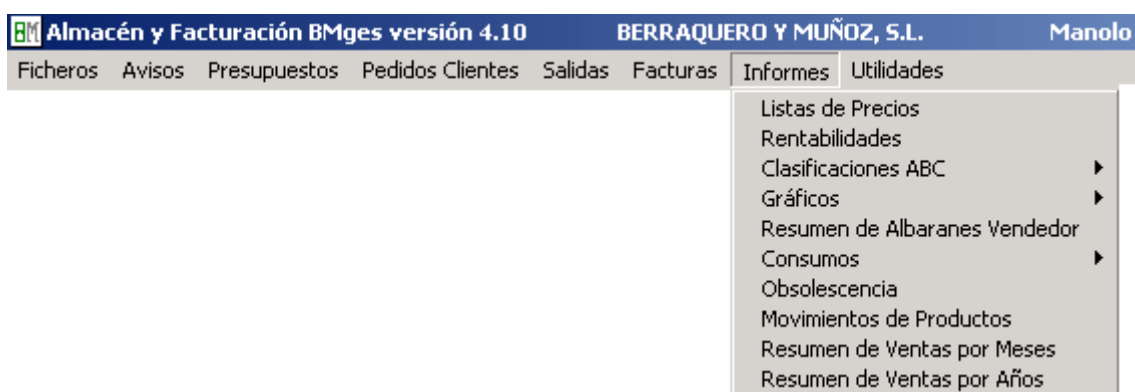 BM Almacén y Facturación BMges versión 4.10 BERRAQUERO Y MUÑOZ, S.L. Manolo
Ficheros Avisos Presupuestos Pedidos Clientes Salidas Facturas Informes Utilidades
Listas de Precios
Rentabilidades
Clasificaciones ABC
Gráficos
Resumen de Albaranes Vendedor
Consumos
Obsolescencia
Movimientos de Productos
Resumen de Ventas por Meses
Resumen de Ventas por Años